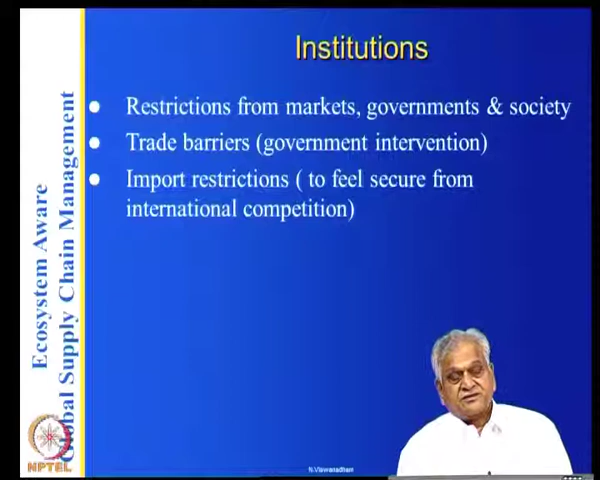 Institutions
Restrictions from markets, governments & society
Trade barriers (government intervention)
Import restrictions ( to feel secure from
international competition)
Ecosystem Aware
Global Supply Chain Management
NPTEL
N.Viswanadham